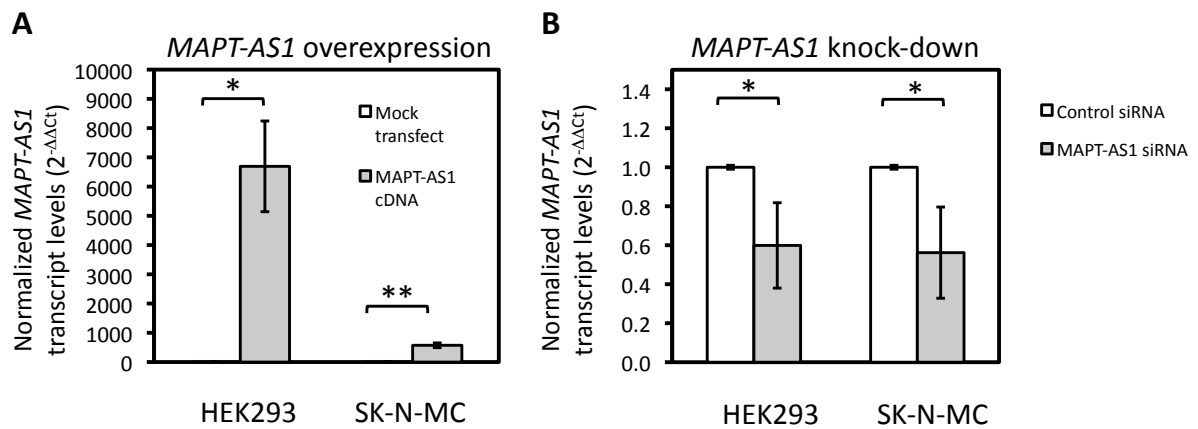 A
MAPT-AS1 overexpression
Normalized MAPT-AS1
transcript levels (2-ΔΔCt)
10000
9000
8000
7000
6000
5000
4000
3000
2000
1000
0
*
**
Mock
transfect
MAPT-AS1
cDNA
HEK293 SK-N-MC
B
MAPT-AS1 knock-down
Normalized MAPT-AS1
transcript levels (2-ΔΔCt)
1.4
1.2
1.0
0.8
0.6
0.4
0.2
0.0
* *
Control siRNA
MAPT-AS1 siRNA
HEK293 SK-N-MC